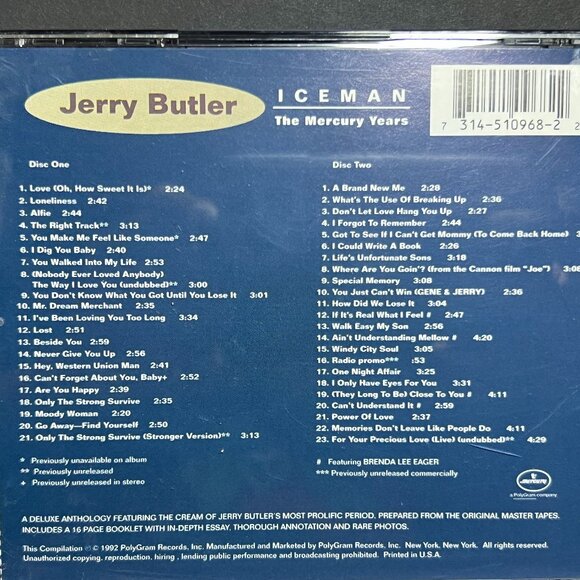 Jerry Butler
ICEMAN
The Mercury Years
7 314-510968-2 2
Disc One
1. Love (Oh, How Sweet It Is)* 2:24
2. Loneliness 2:42
3. Alfie 2:44
4. The Right Track** 3:13
5. You Make Me Feel Like Someone* 2:47
6. I Dig You Baby 2:40
7. You Walked Into My Life 2:53
8. (Nobody Ever Loved Anybody)
The Way I Love You (undubbed)** 3:00
9. You Don't Know What You Got Until You Lose It 3:01
10. Mr. Dream Merchant 2:35
11. I've Been Loving You Too Long 3:34
12. Lost 2:51
13. Beside You 2:59
14. Never Give You Up 2:56
15. Hey, Western Union Man 2:41
16. Can't Forget About You, Baby+ 2:52
17. Are You Happy 2:39
18. Only The Strong Survive 2:35
19. Moody Woman 2:20
20. Go Away—Find Yourself 2:50
21. Only The Strong Survive (Stronger Version)** 3:13
* Previously unavailable on album
** Previously unreleased
+ Previously unreleased in stereo
Disc Two
1. A Brand New Me 2:28
2. What's The Use Of Breaking Up 2:36
3. Don't Let Love Hang You Up 2:27
4. I Forgot To Remember 2:44
5. Got To See If I Can't Get Mommy (To Come Back Home)
6. I Could Write A Book 2:26
7. Life's Unfortunate Sons 3:18
8. Where Are You Goin'? (from the Cannon film "Joe") 3:08
9. Special Memory 3:08
10. You Just Can't Win (GENE & JERRY) 2:36
11. How Did We Lose It 3:04
12. If It's Real What I Feel # 2:59
13. Walk Easy My Son 2:56
14. Ain't Understanding Mellow # 4:20
15. Windy City Soul 3:05
16. Radio promo*** :31
17. One Night Affair 3:25
18. I Only Have Eyes For You 3:31
19. (They Long To Be) Close To You # 4:11
20. Can't Understand It # 2:59
21. Power Of Love 2:37
22. Memories Don't Leave Like People Do 4:11
23. For Your Precious Love (Live) (undubbed)** 4:29
# Featuring BRENDA LEE EAGER
*** Previously unreleased commercially
MERCURY
a PolyGram company
A DELUXE ANTHOLOGY FEATURING THE CREAM OF JERRY BUTLER'S MOST PROLIFIC PERIOD. PREPARED FROM THE ORIGINAL MASTER TAPES.
INCLUDES A 16 PAGE BOOKLET WITH IN-DEPTH ESSAY, THOROUGH ANNOTATION AND RARE PHOTOS.
This Compilation ℗ © 1992 PolyGram Records, Inc. Manufactured and Marketed by PolyGram Records, Inc. New York, New York. All rights reserved.
Unauthorized copying, reproduction, hiring, lending public performance and broadcasting prohibited. Printed in U.S.A.